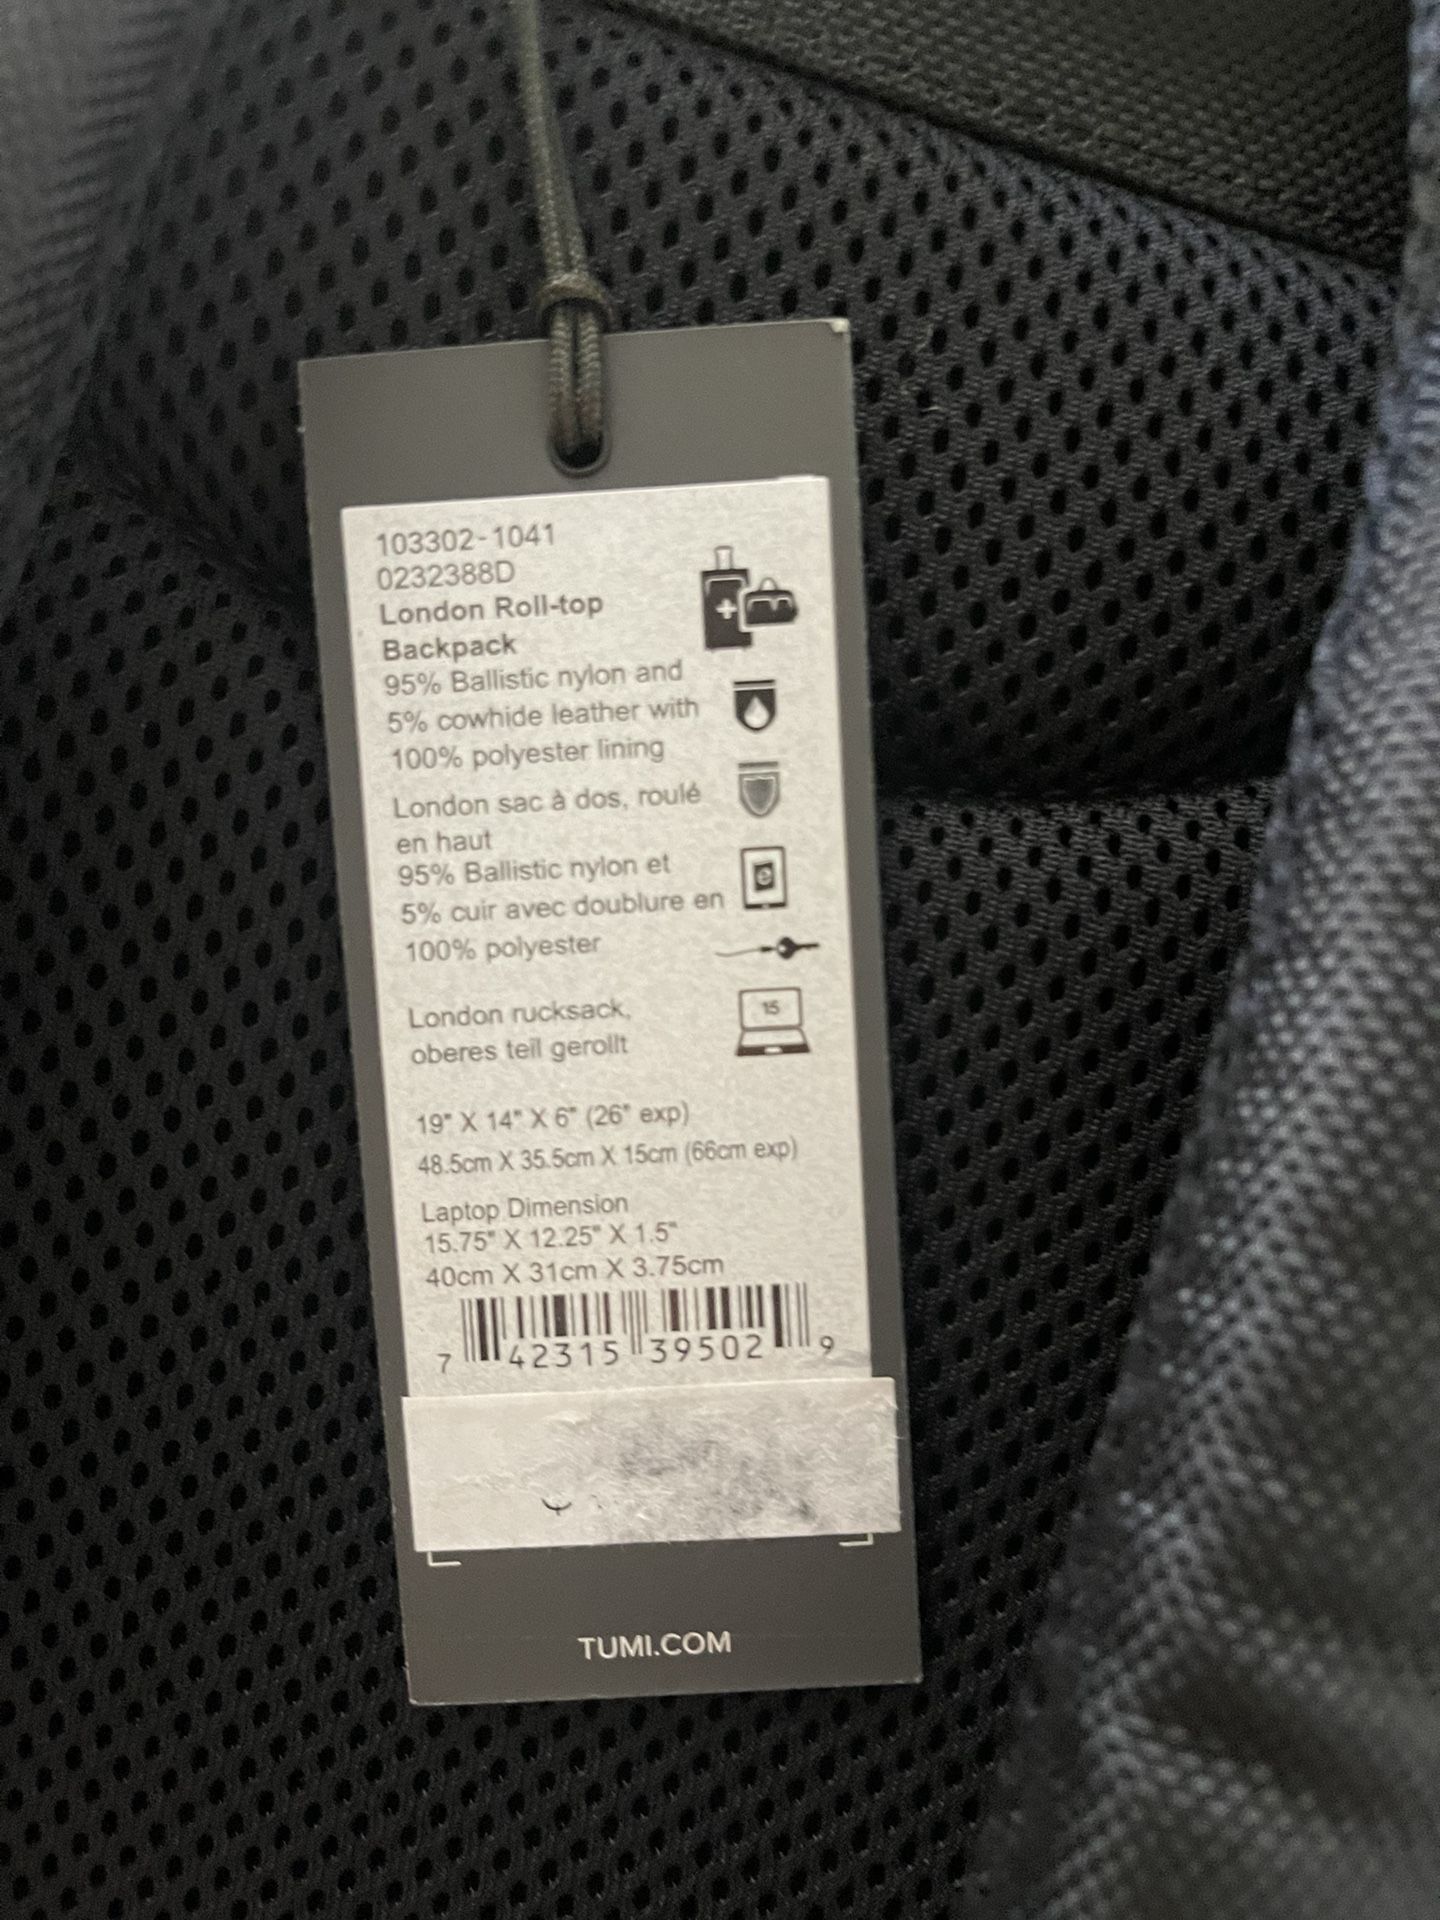 103302-1041
0232388D
London Roll-top
Backpack
95% Ballistic nylon and
5% cowhide leather with
100% polyester lining
London sac à dos, roulé
en haut
95% Ballistic nylon et
5% cuir avec doublure en
100% polyester
London rucksack,
oberes teil gerollt
15
19" X 14" X 6" (26" exp)
48.5cm X 35.5cm X 15cm (66cm exp)
Laptop Dimension
15.75" X 12.25" X 1.5"
40cm X 31cm X 3.75cm
7 42315 39502 9
TUMI.COM